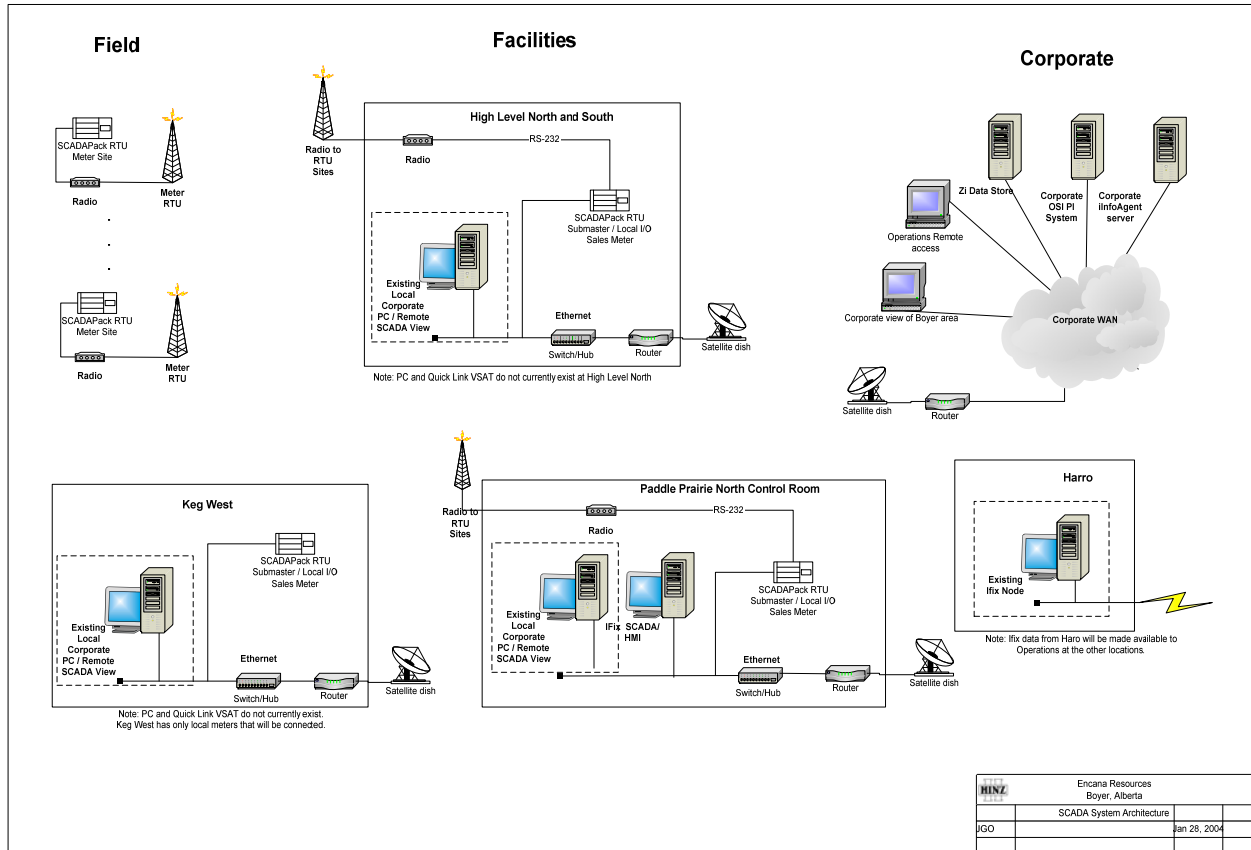 Field
Facilities
Corporate
SCADAPack RTU
Meter Site
Radio
Meter
RTU
.
.
.
SCADAPack RTU
Meter Site
Radio
Meter
RTU
High Level North and South
Radio to
RTU
Sites
Radio
RS-232
SCADAPack RTU
Submaster / Local I/O
Sales Meter
Existing
Local
Corporate
PC / Remote
SCADA View
Ethernet
Switch/Hub
Router
Satellite dish
Note: PC and Quick Link VSAT do not currently exist at High Level North
Zi Data Store
Corporate
OSI PI
System
Corporate
iInfoAgent
server
Operations Remote
access
Corporate view of Boyer area
Corporate WAN
Satellite dish
Router
Keg West
SCADAPack RTU
Submaster / Local I/O
Sales Meter
Existing
Local
Corporate
PC / Remote
SCADA View
Ethernet
Switch/Hub
Router
Satellite dish
Note: PC and Quick Link VSAT do not currently exist.
Keg West has only local meters that will be connected.
Paddle Prairie North Control Room
Radio to
RTU
Sites
Radio
RS-232
SCADAPack RTU
Submaster / Local I/O
Sales Meter
Existing
Local
Corporate
PC / Remote
SCADA View
IFix SCADA/
HMI
Ethernet
Switch/Hub
Router
Satellite dish
Harro
Existing
Ifix Node
Note: Ifix data from Haro will be made available to
Operations at the other locations.
HINZ
Encana Resources
Boyer, Alberta
SCADA System Architecture
JGO
Jan 28, 2004